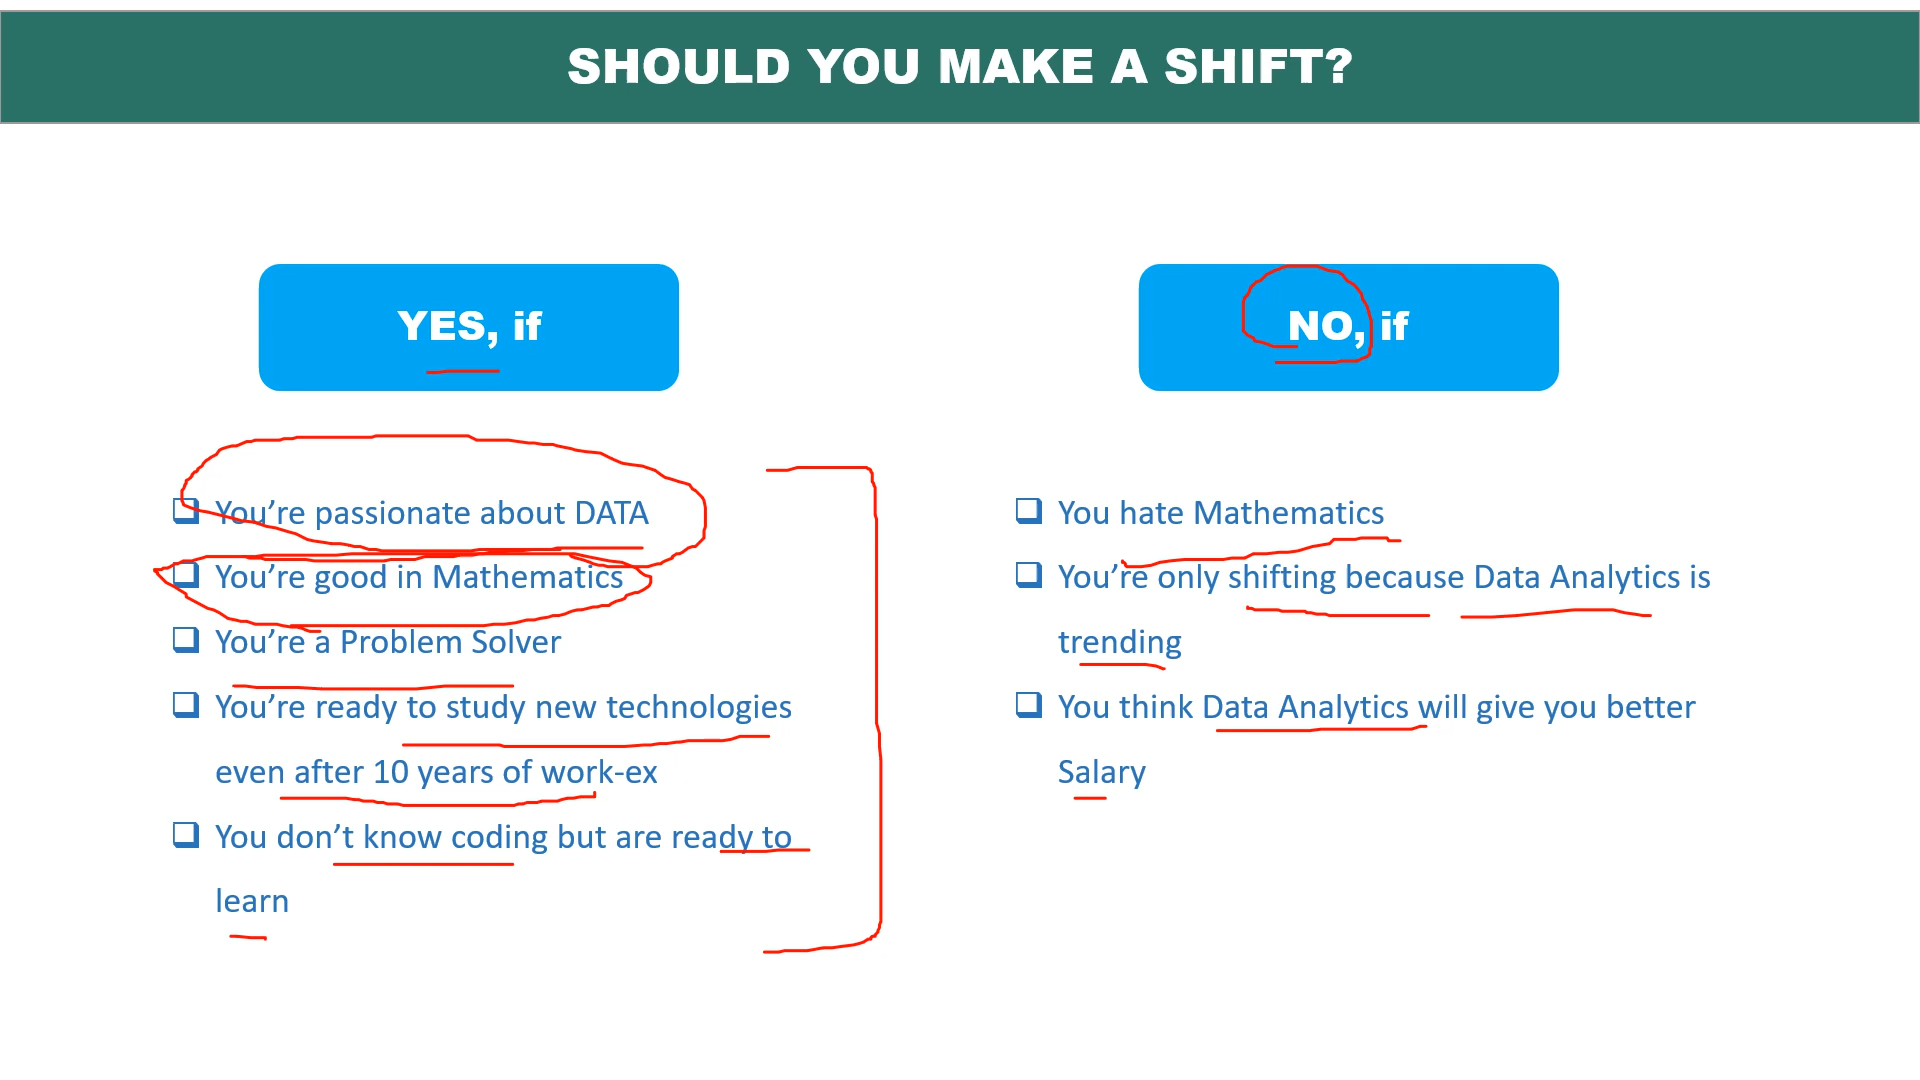 SHOULD YOU MAKE A SHIFT?
YES, if
You’re passionate about DATA
You’re good in Mathematics
You’re a Problem Solver
You’re ready to study new technologies
even after 10 years of work-ex
You don’t know coding but are ready to
learn
NO, if
You hate Mathematics
You’re only shifting because Data Analytics is
trending
You think Data Analytics will give you better
Salary